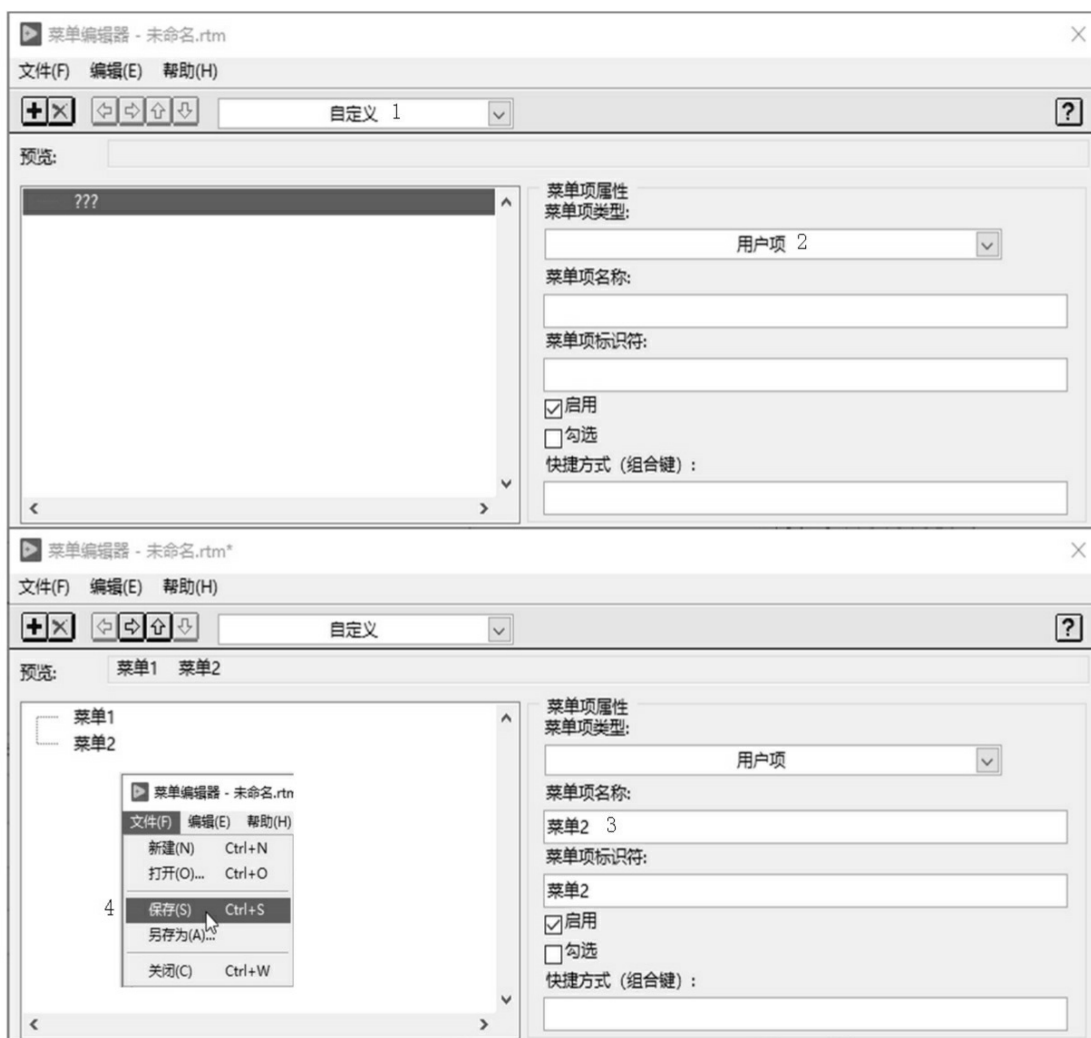 菜单编辑器 - 未命名.rtm
文件(F) 编辑(E) 帮助(H)
自定义 1
?
预览:
???
菜单项属性
菜单项类型:
用户项 2
菜单项名称:
菜单项标识符:
启用
勾选
快捷方式（组合键）:
菜单编辑器 - 未命名.rtm*
文件(F) 编辑(E) 帮助(H)
自定义
?
预览: 菜单1 菜单2
菜单1
菜单2
菜单编辑器 - 未命名.rtm
文件(F) 编辑(E) 帮助(H)
新建(N) Ctrl+N
打开(O)... Ctrl+O
4 保存(S) Ctrl+S
另存为(A)...
关闭(C) Ctrl+W
菜单项属性
菜单项类型:
用户项
菜单项名称:
菜单2 3
菜单项标识符:
菜单2
启用
勾选
快捷方式（组合键）: